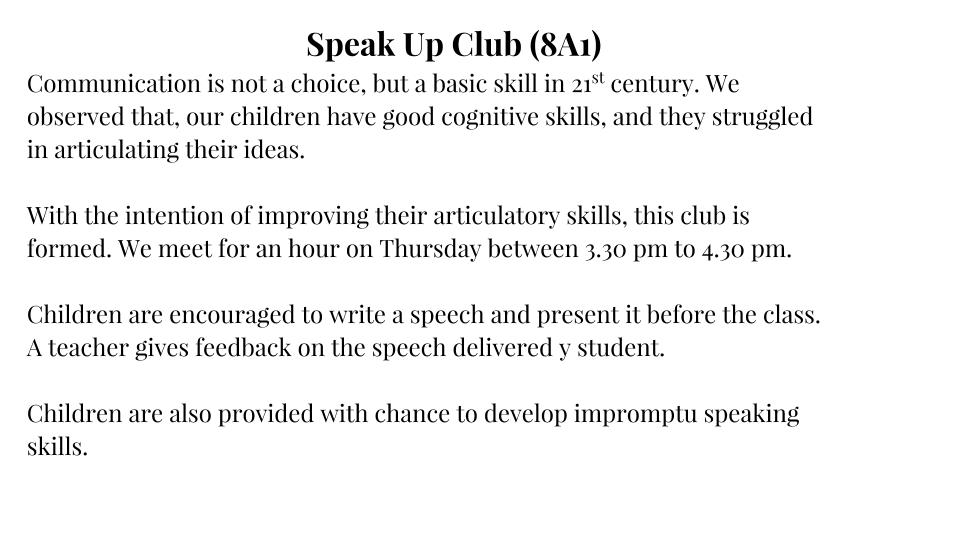 Speak Up Club (8A1)
Communication is not a choice, but a basic skill in 21st century. We
observed that, our children have good cognitive skills, and they struggled
in articulating their ideas.
With the intention of improving their articulatory skills, this club is
formed. We meet for an hour on Thursday between 3.30 pm to 4.30 pm.
Children are encouraged to write a speech and present it before the class.
A teacher gives feedback on the speech delivered y student.
Children are also provided with chance to develop impromptu speaking
skills.